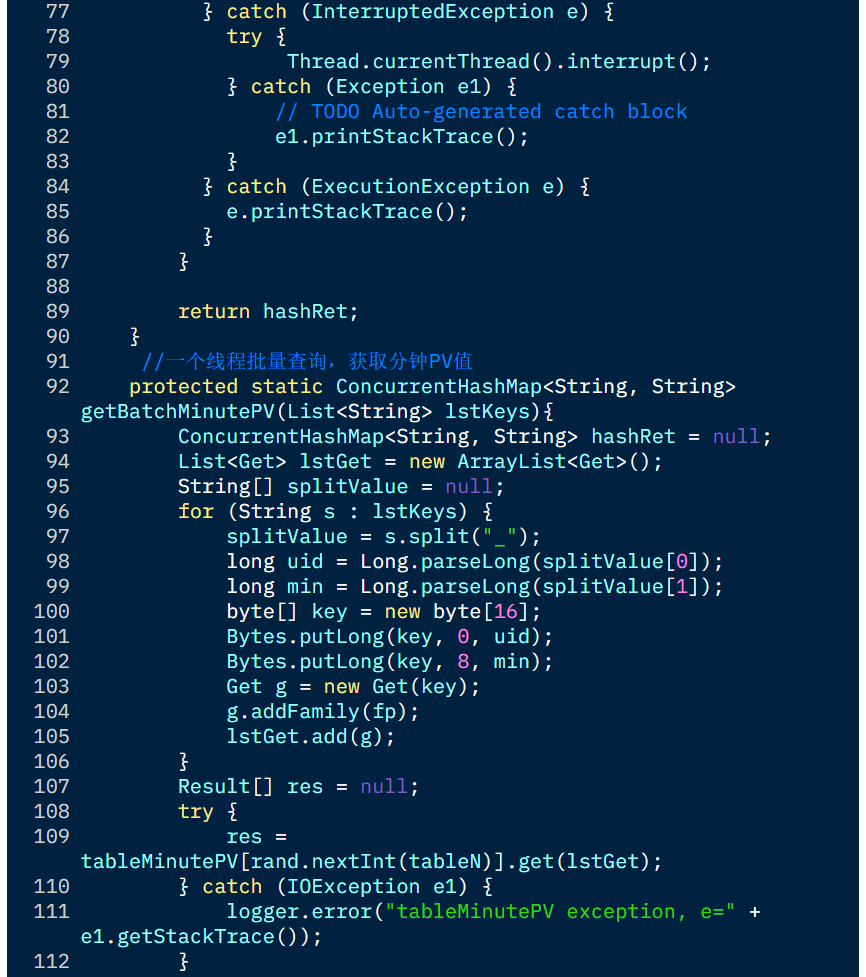 77           } catch (InterruptedException e) {
78             try {
79                  Thread.currentThread().interrupt();
80             } catch (Exception e1) {
81                 // TODO Auto-generated catch block
82                 e1.printStackTrace();
83             }
84           } catch (ExecutionException e) {
85             e.printStackTrace();
86           }
87         }
88
89         return hashRet;
90     }
91      //一个线程批量查询，获取分钟PV值
92     protected static ConcurrentHashMap<String, String>
getBatchMinutePV(List<String> lstKeys){
93         ConcurrentHashMap<String, String> hashRet = null;
94         List<Get> lstGet = new ArrayList<Get>();
95         String[] splitValue = null;
96         for (String s : lstKeys) {
97             splitValue = s.split("_");
98             long uid = Long.parseLong(splitValue[0]);
99             long min = Long.parseLong(splitValue[1]);
100             byte[] key = new byte[16];
101             Bytes.putLong(key, 0, uid);
102             Bytes.putLong(key, 8, min);
103             Get g = new Get(key);
104             g.addFamily(fp);
105             lstGet.add(g);
106         }
107         Result[] res = null;
108         try {
109             res =
tableMinutePV[rand.nextInt(tableN)].get(lstGet);
110         } catch (IOException e1) {
111             logger.error("tableMinutePV exception, e=" +
e1.getStackTrace());
112         }